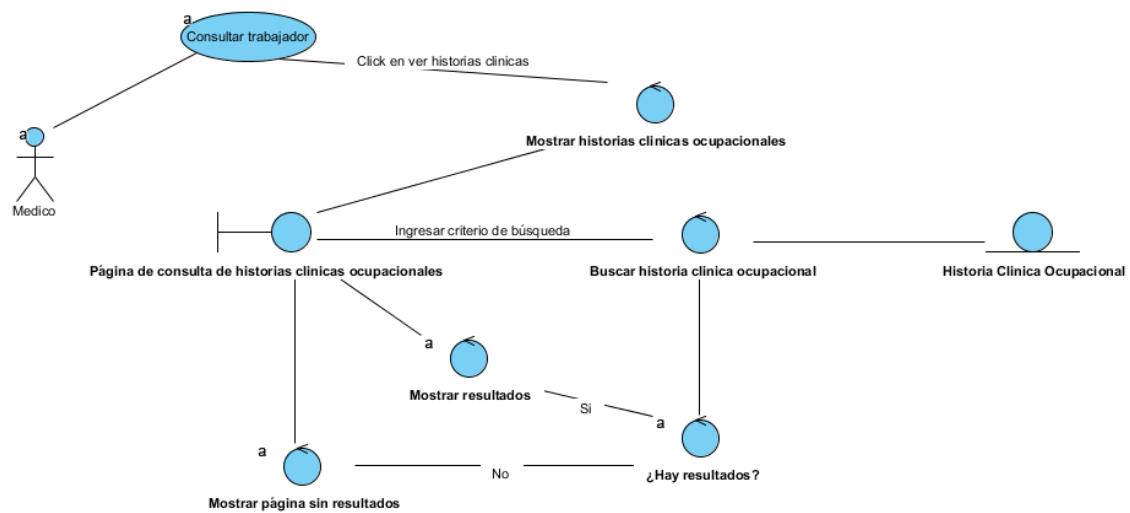 a
Consultar trabajador
Click en ver historias clinicas
a
Medico
Mostrar historias clinicas ocupacionales
Ingresar criterio de búsqueda
Página de consulta de historias clinicas ocupacionales
Buscar historia clinica ocupacional
Historia Clinica Ocupacional
a
Mostrar resultados
Si
a
¿Hay resultados?
a
No
Mostrar página sin resultados